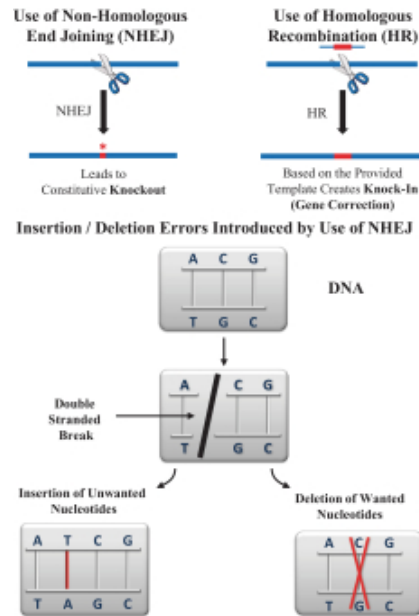 Use of Non-Homologous
End Joining (NHEJ)
NHEJ
*
Leads to
Constitutive Knockout
Use of Homologous
Recombination (HR)
HR
Based on the Provided
Template Creates Knock-In
(Gene Correction)
Insertion / Deletion Errors Introduced by Use of NHEJ
A C G
T G C
DNA
A C G
T G C
Double
Stranded
Break
Insertion of Unwanted
Nucleotides
A T C G
T A G C
Deletion of Wanted
Nucleotides
A C G
T G C